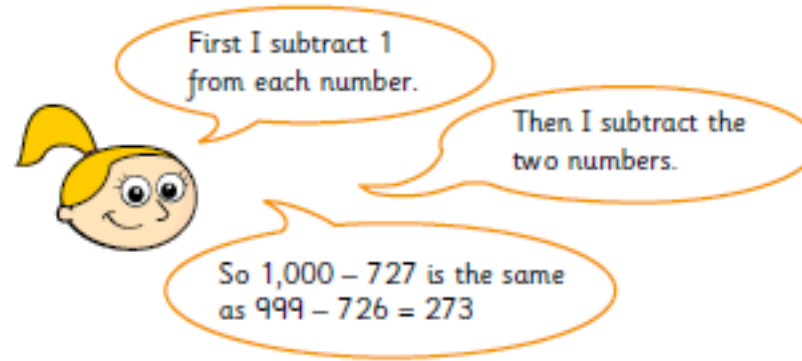 First I subtract 1
from each number.
Then I subtract the
two numbers.
So 1,000 – 727 is the same
as 999 – 726 = 273